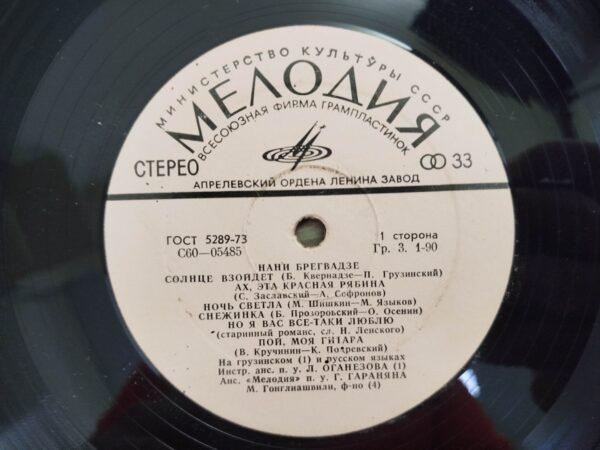 МИНИСТЕРСТВО КУЛЬТУРЫ СССР
МЕЛОДИЯ
ВСЕСОЮЗНАЯ ФИРМА ГРАМПЛАСТИНОК
СТЕРЕО 33
АПРЕЛЕВСКИЙ ОРДЕНА ЛЕНИНА ЗАВОД
ГОСТ 5289-73 1 сторона
С60—05485 Гр. 3. 1-90
НАНИ БРЕГВАДЗЕ
СОЛНЦЕ ВЗОЙДЕТ (Б. Квернадзе—П. Грузинский)
АХ, ЭТА КРАСНАЯ РЯБИНА
(С. Заславский—А. Софронов)
НОЧЬ СВЕТЛА (М. Шишкин—М. Языков)
СНЕЖИНКА (Б. Прозоровский—О. Осенин)
НО Я ВАС ВСЕ-ТАКИ ЛЮБЛЮ
(старинный романс, сл. Н. Ленского)
ПОЙ, МОЯ ГИТАРА
(В. Кручинин—К. Подревский)
На грузинском (1) и русском языках
Инстр. анс. п. у. Л. ОГАНЕЗОВА (1)
Анс. «Мелодия» п. у. Г. ГАРАНЯНА
М. Гонглиашвили, ф-но (4)